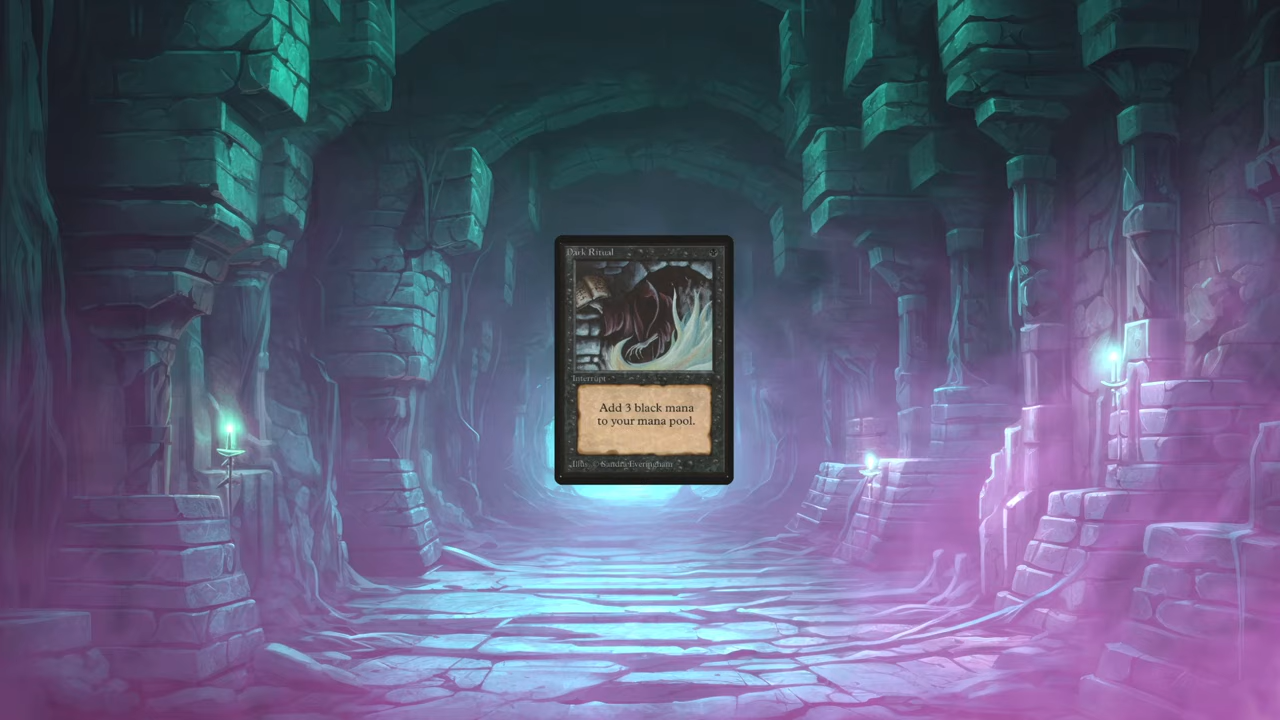 Dark Ritual
Interrupt
Add 3 black mana
to your mana pool.
Illus. © Sandra Everingham